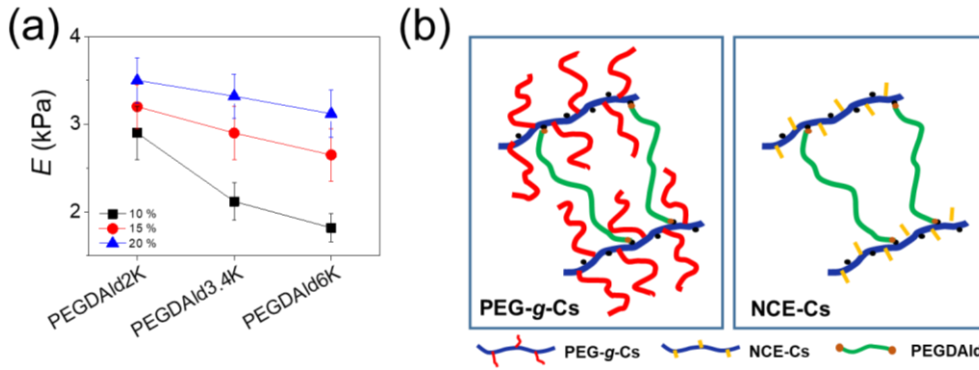 (a)
4
3
2
E (kPa)
10 %
15 %
20 %
PEGDAld2K
PEGDAld3.4K
PEGDAld6K
(b)
PEG-g-Cs
NCE-Cs
PEG-g-Cs
NCE-Cs
PEGDAld